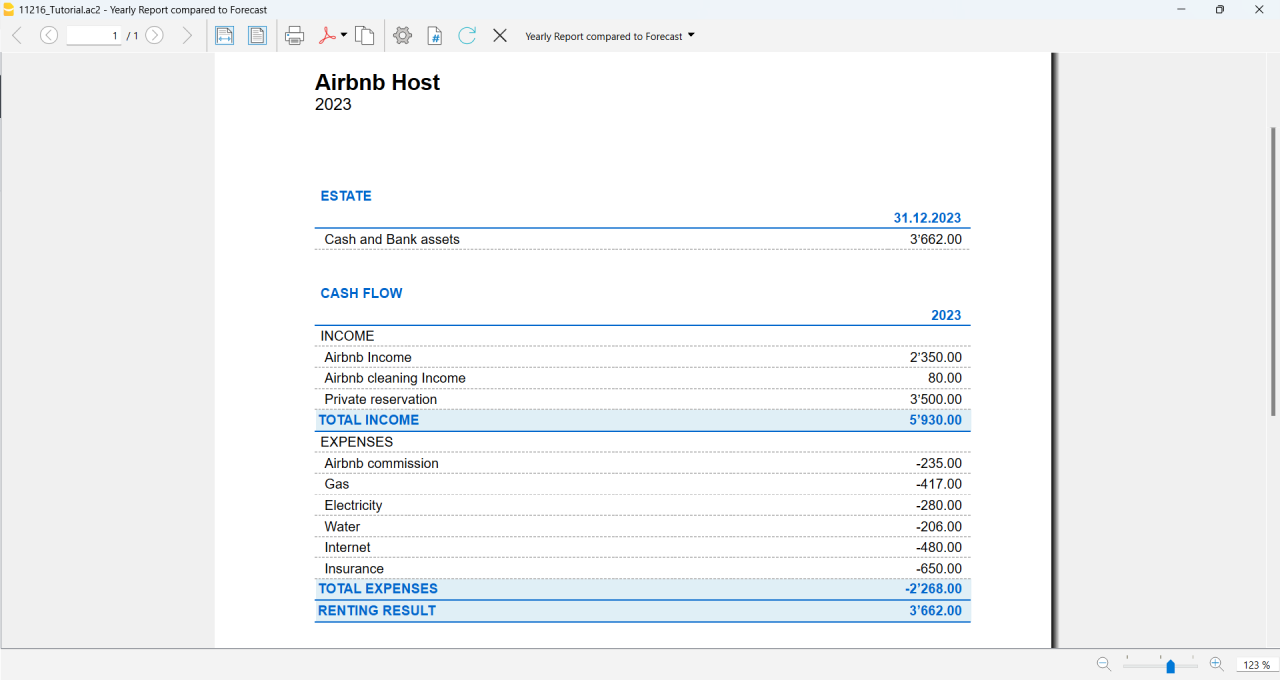 11216_Tutorial.ac2 - Yearly Report compared to Forecast
1 / 1 # Yearly Report compared to Forecast
Airbnb Host
2023
ESTATE
31.12.2023
Cash and Bank assets 3'662.00
CASH FLOW
2023
INCOME
Airbnb Income 2'350.00
Airbnb cleaning Income 80.00
Private reservation 3'500.00
TOTAL INCOME 5'930.00
EXPENSES
Airbnb commission -235.00
Gas -417.00
Electricity -280.00
Water -206.00
Internet -480.00
Insurance -650.00
TOTAL EXPENSES -2'268.00
RENTING RESULT 3'662.00
123 %